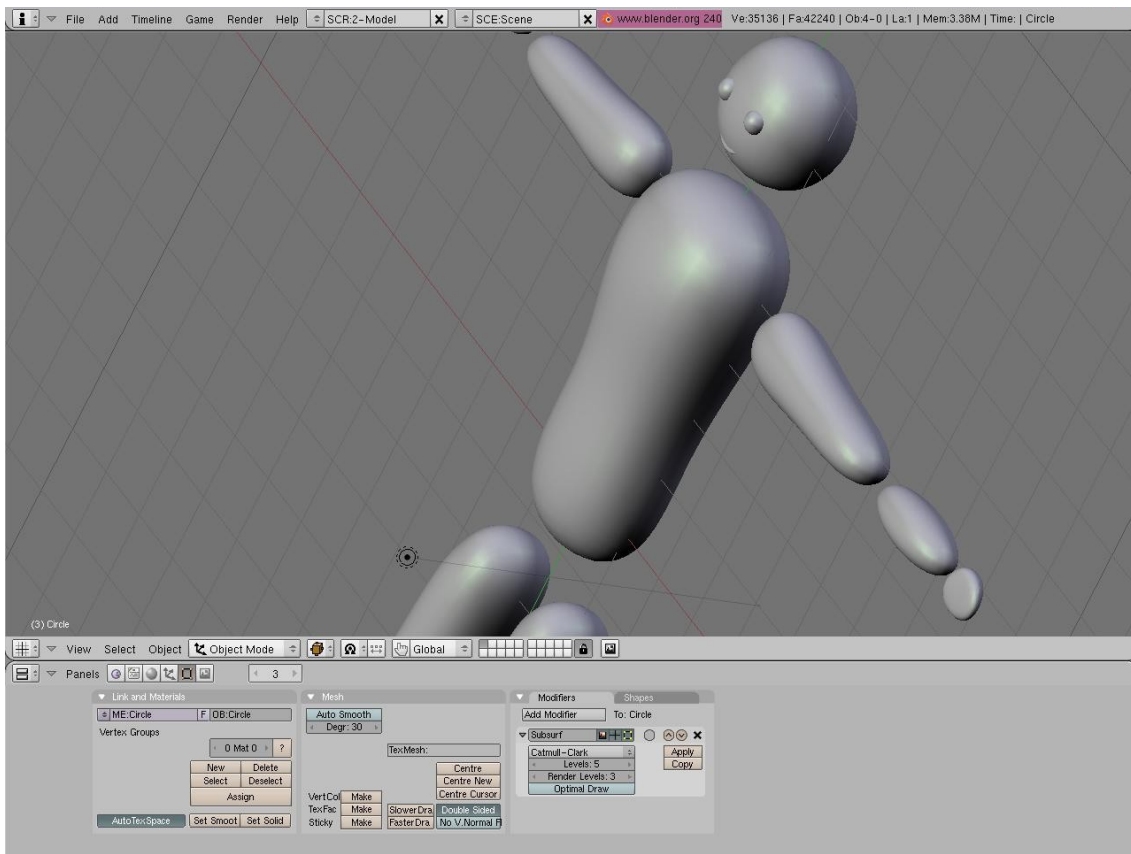 File Add Timeline Game Render Help SCR:2-Model SCE:Scene www.blender.org 240 Ve:35136 | Fa:42240 | Ob:4-0 | La:1 | Mem:3.38M | Time: | Circle
(3) Circle
View Select Object Object Mode Global
Panels 3
Link and Materials
ME:Circle F OB:Circle
Vertex Groups
0 Mat 0 ?
New Delete
Select Deselect
Assign
AutoTexSpace Set Smoot Set Solid
Mesh
Auto Smooth
Degr: 30
TexMesh:
Centre
Centre New
Centre Cursor
VertCol Make
TexFac Make SlowerDra Double Sided
Sticky Make FasterDra No V.Normal F
Modifiers Shapes
Add Modifier To: Circle
Subsurf
Catmull-Clark Apply
Levels: 5 Copy
Render Levels: 3
Optimal Draw